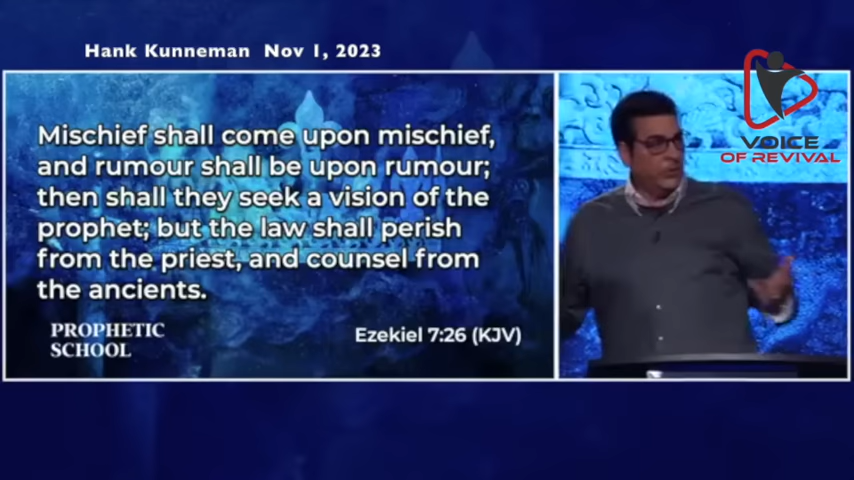 Hank Kunneman Nov 1, 2023
Mischief shall come upon mischief,
and rumour shall be upon rumour;
then shall they seek a vision of the
prophet; but the law shall perish
from the priest, and counsel from
the ancients.
PROPHETIC
SCHOOL
Ezekiel 7:26 (KJV)
VOICE
OF REVIVAL